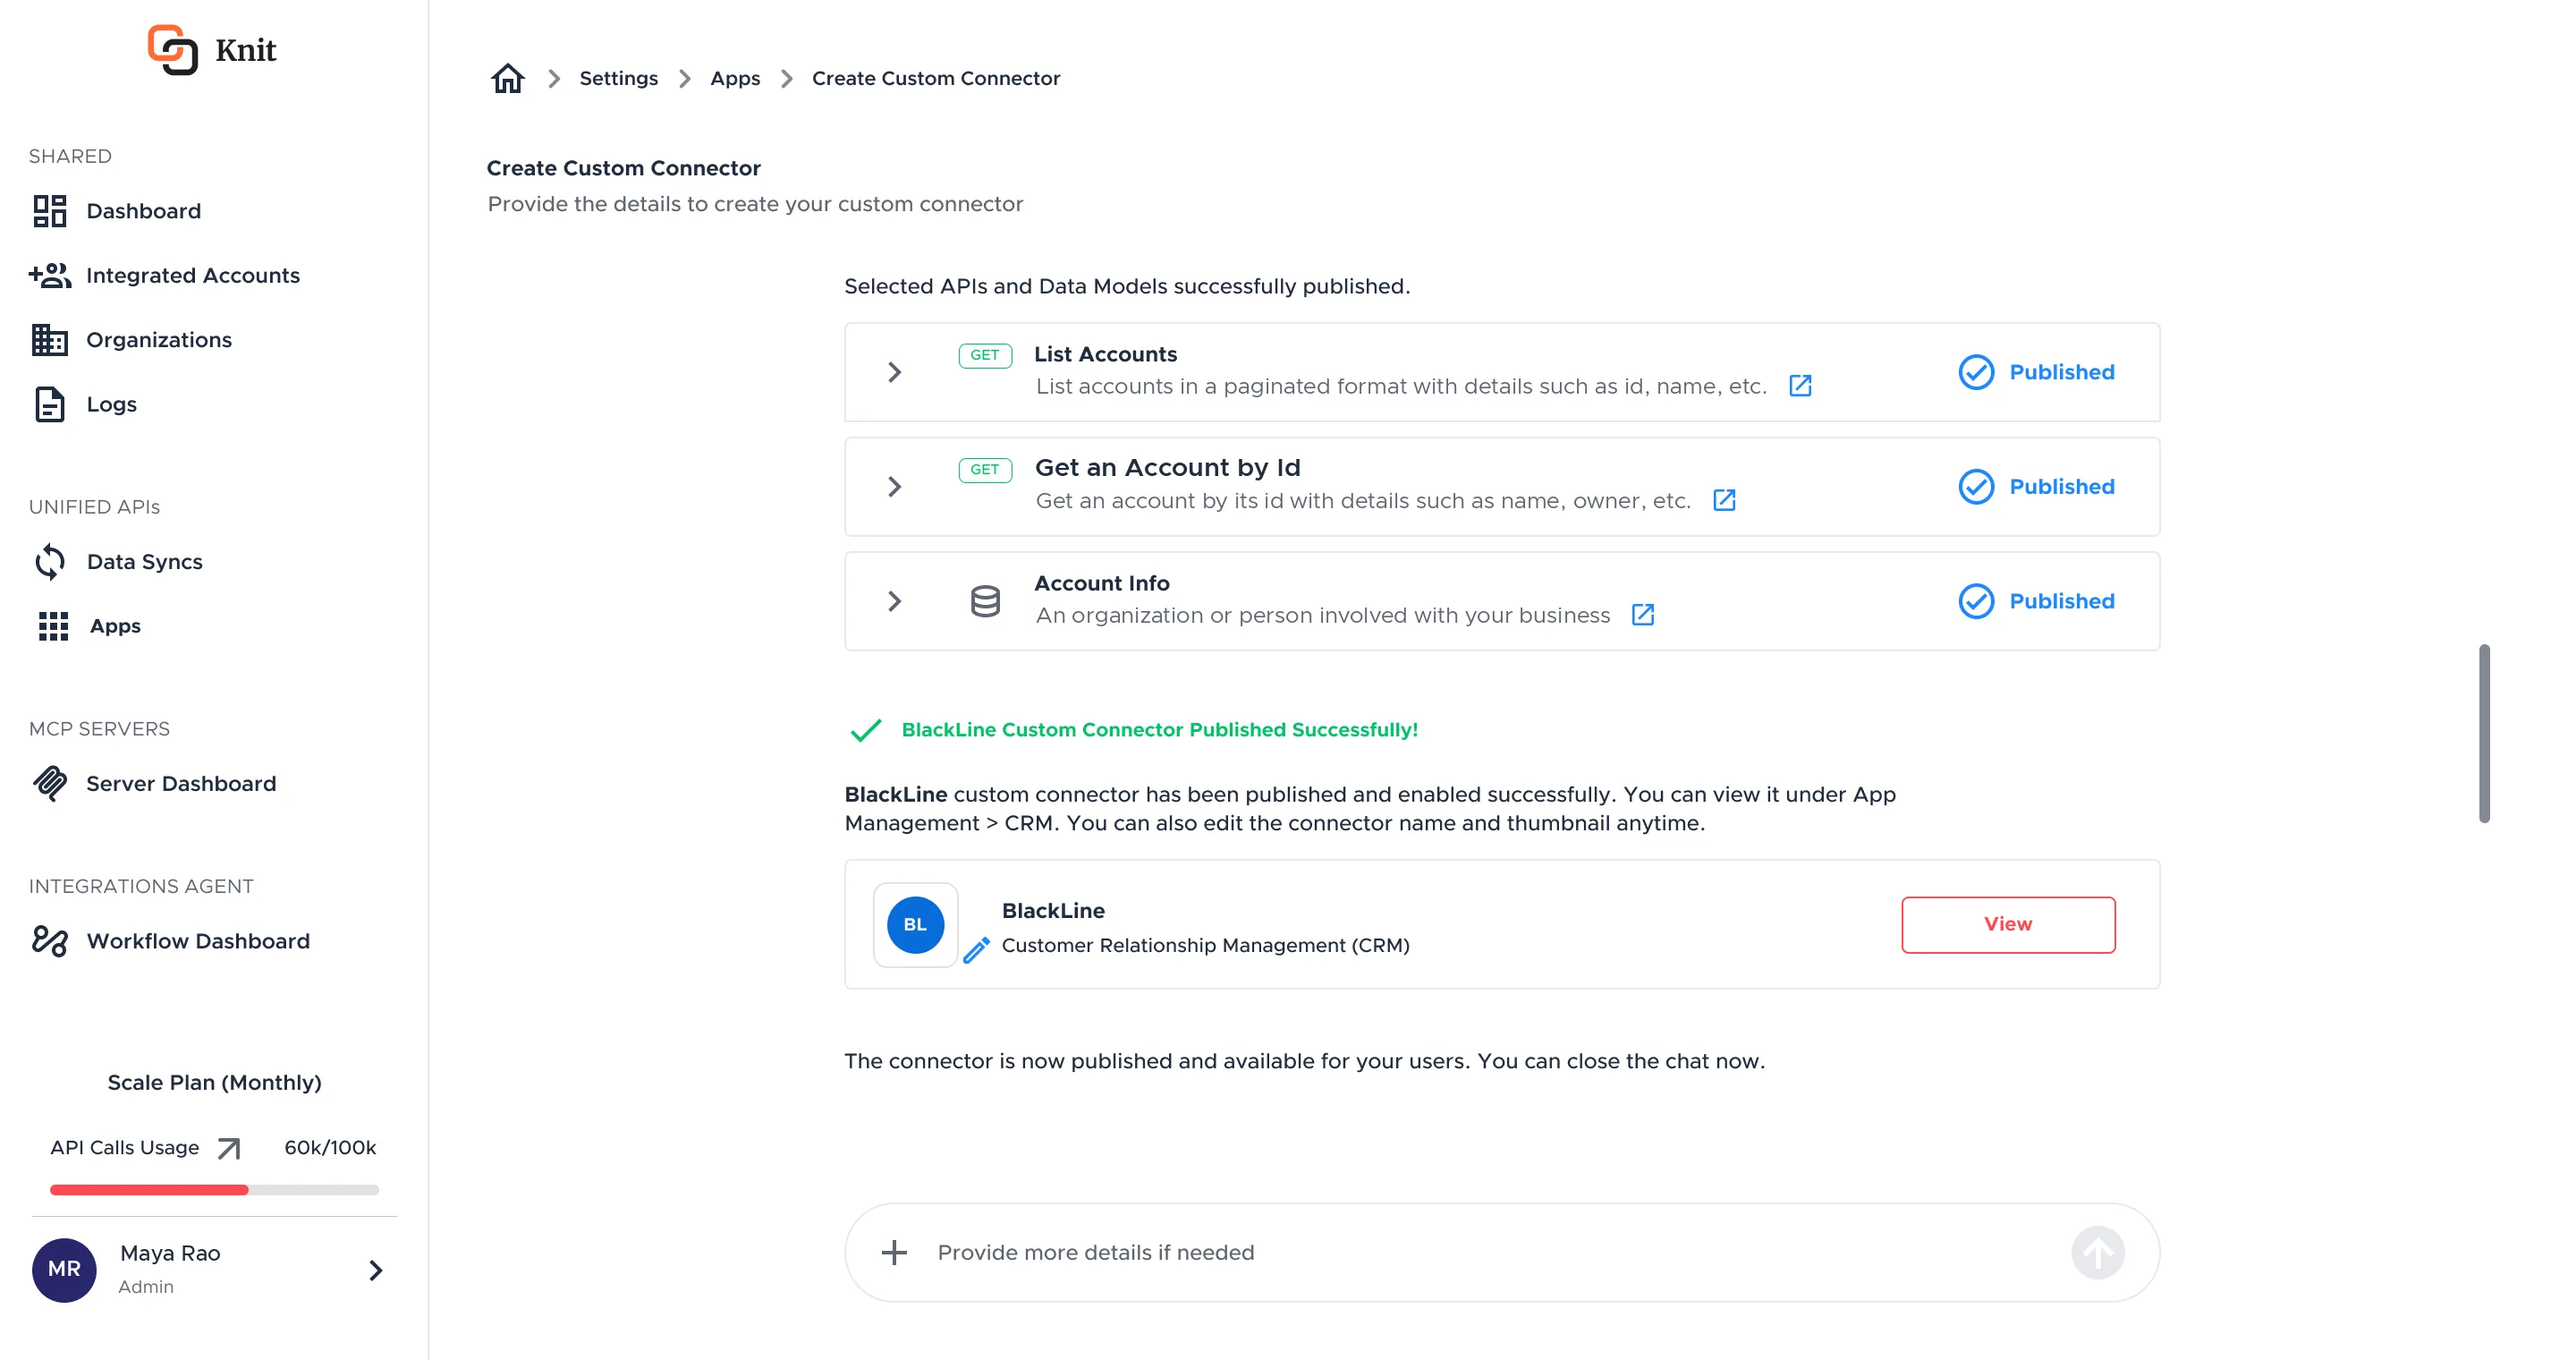 Knit
SHARED
Dashboard
Integrated Accounts
Organizations
Logs
UNIFIED APIs
Data Syncs
Apps
MCP SERVERS
Server Dashboard
INTEGRATIONS AGENT
Workflow Dashboard
Scale Plan (Monthly)
API Calls Usage 60k/100k
MR
Maya Rao
Admin
Settings Apps Create Custom Connector
Create Custom Connector
Provide the details to create your custom connector
Selected APIs and Data Models successfully published.
GET List Accounts
List accounts in a paginated format with details such as id, name, etc.
Published
GET Get an Account by Id
Get an account by its id with details such as name, owner, etc.
Published
Account Info
An organization or person involved with your business
Published
BlackLine Custom Connector Published Successfully!
BlackLine custom connector has been published and enabled successfully. You can view it under App
Management > CRM. You can also edit the connector name and thumbnail anytime.
BL
BlackLine
Customer Relationship Management (CRM)
View
The connector is now published and available for your users. You can close the chat now.
Provide more details if needed